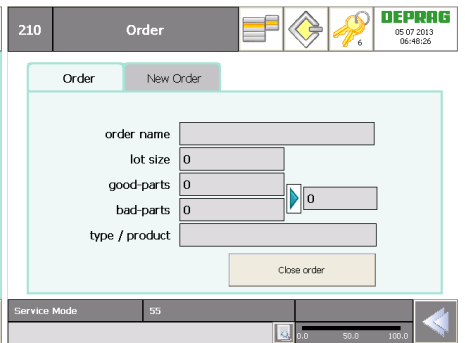 210
Order
6
DEPRAG
05 07 2013
06:48:26
Order
New Order
order name
lot size 0
good-parts 0
0
bad-parts 0
type / product
Close order
Service Mode
55
0.0 50.0 100.0